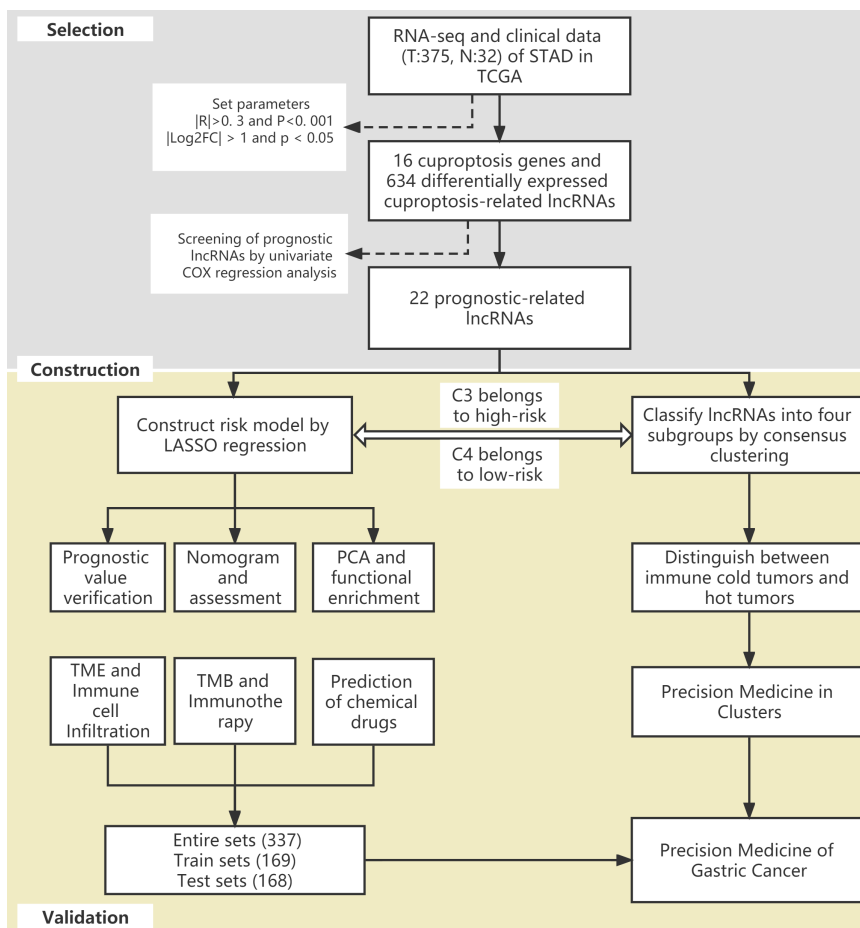 Selection
RNA-seq and clinical data
(T:375, N:32) of STAD in
TCGA
Set parameters
|R|>0. 3 and P<0. 001
|Log2FC| > 1 and p < 0.05
16 cuproptosis genes and
634 differentially expressed
cuproptosis-related lncRNAs
Screening of prognostic
lncRNAs by univariate
COX regression analysis
22 prognostic-related
lncRNAs
Construction
Construct risk model by
LASSO regression
C3 belongs
to high-risk
C4 belongs
to low-risk
Classify lncRNAs into four
subgroups by consensus
clustering
Prognostic
value
verification
Nomogram
and
assessment
PCA and
functional
enrichment
Distinguish between
immune cold tumors and
hot tumors
TME and
Immune
cell
Infiltration
TMB and
Immunothe
rapy
Prediction
of chemical
drugs
Precision Medicine in
Clusters
Entire sets (337)
Train sets (169)
Test sets (168)
Precision Medicine of
Gastric Cancer
Validation